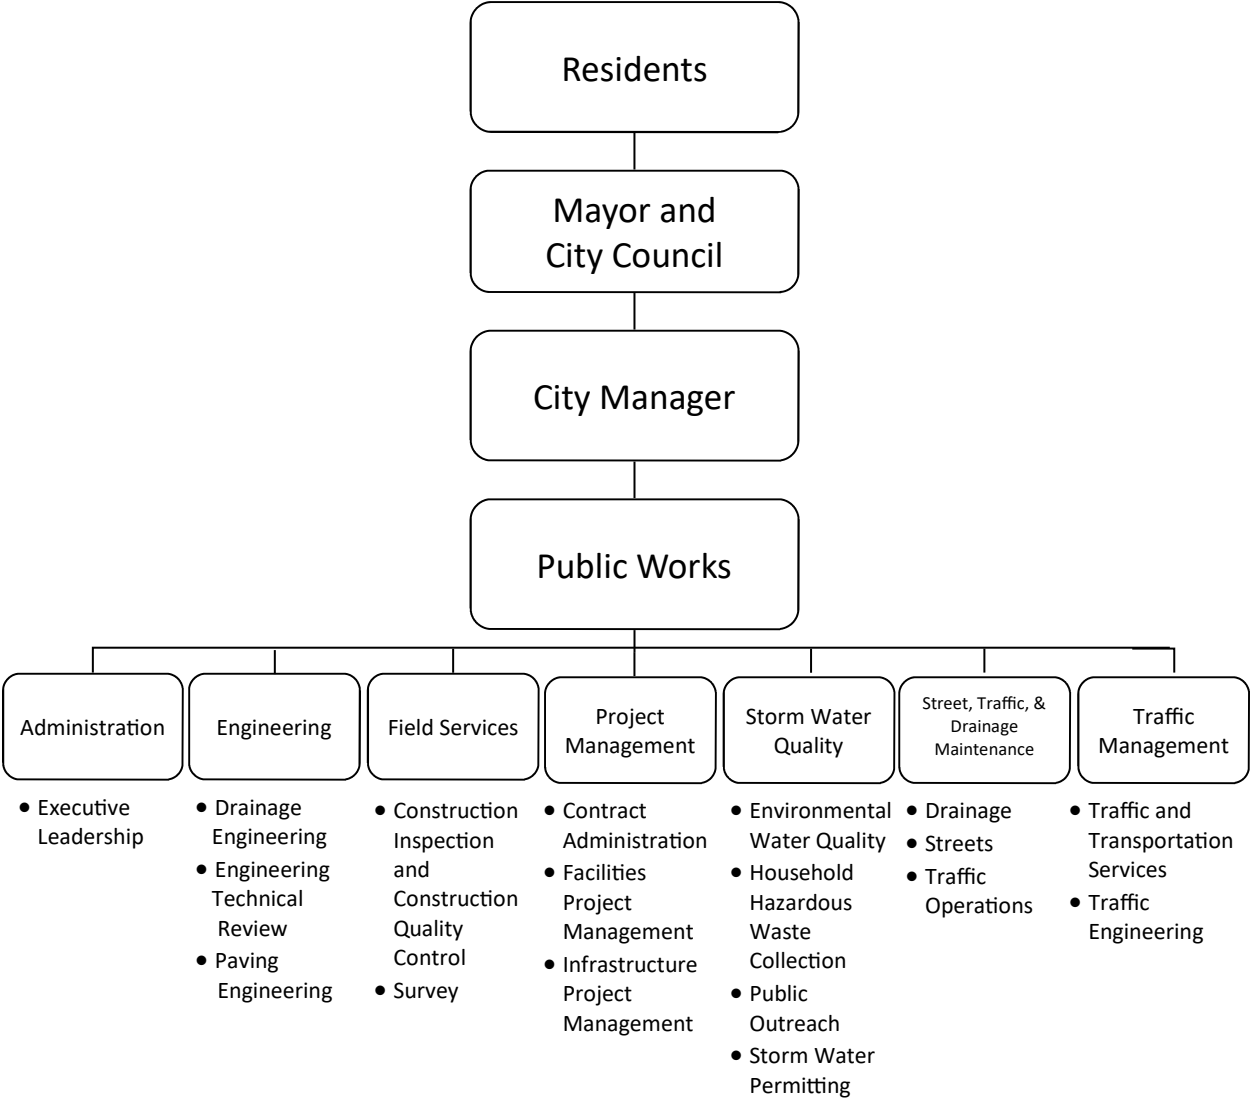 Residents
Mayor and
City Council
City Manager
Public Works
Administration
Engineering
Field Services
Project
Management
Storm Water
Quality
Street, Traffic, &
Drainage
Maintenance
Traffic
Management
• Executive
Leadership
• Drainage
Engineering
• Engineering
Technical
Review
• Paving
Engineering
• Construction
Inspection
and
Construction
Quality
Control
• Survey
• Contract
Administration
• Facilities
Project
Management
• Infrastructure
Project
Management
• Environmental
Water Quality
• Household
Hazardous
Waste
Collection
• Public
Outreach
• Storm Water
Permitting
• Drainage
• Streets
• Traffic
Operations
• Traffic and
Transportation
Services
• Traffic
Engineering